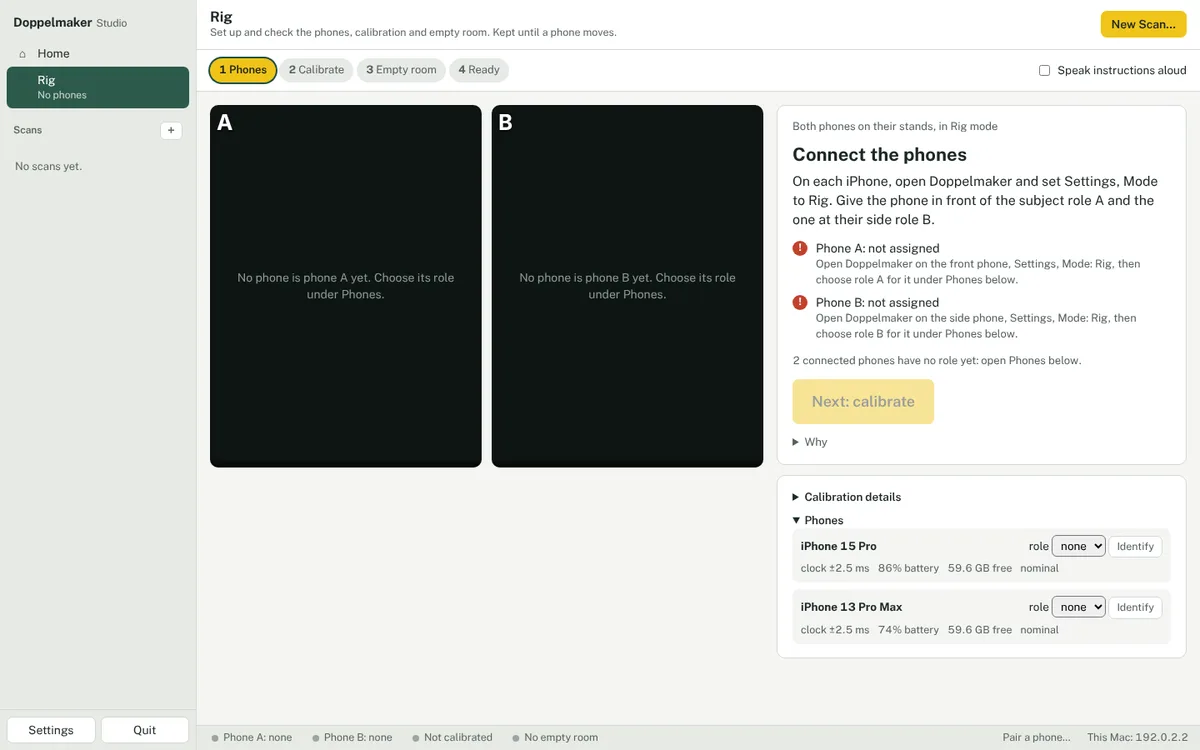 Doppelmaker Studio
Home
Rig
No phones
Scans
+
No scans yet.
Settings
Quit
Rig
Set up and check the phones, calibration and empty room. Kept until a phone moves.
New Scan...
1 Phones
2 Calibrate
3 Empty room
4 Ready
Speak instructions aloud
A
No phone is phone A yet. Choose its role
under Phones.
B
No phone is phone B yet. Choose its role
under Phones.
Both phones on their stands, in Rig mode
Connect the phones
On each iPhone, open Doppelmaker and set Settings, Mode
to Rig. Give the phone in front of the subject role A and the
one at their side role B.
! Phone A: not assigned
Open Doppelmaker on the front phone, Settings, Mode: Rig, then
choose role A for it under Phones below.
! Phone B: not assigned
Open Doppelmaker on the side phone, Settings, Mode: Rig, then
choose role B for it under Phones below.
2 connected phones have no role yet: open Phones below.
Next: calibrate
Why
Calibration details
Phones
iPhone 15 Pro role none Identify
clock ±2.5 ms 86% battery 59.6 GB free nominal
iPhone 13 Pro Max role none Identify
clock ±2.5 ms 74% battery 59.6 GB free nominal
Phone A: none Phone B: none Not calibrated No empty room Pair a phone... This Mac: 192.0.2.2